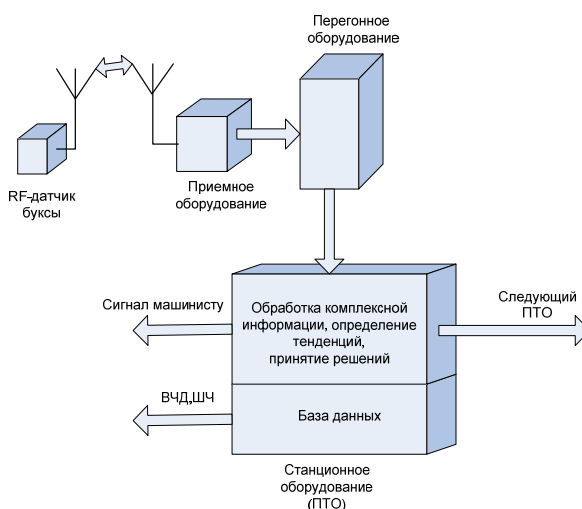 Перегонное
оборудование
RF-датчик
буксы
Приемное
оборудование
Сигнал машинисту
Обработка комплексной
информации, определение
тенденций,
принятие решений
Следующий
ПТО
ВЧД,ШЧ
База данных
Станционное
оборудование
(ПТО)